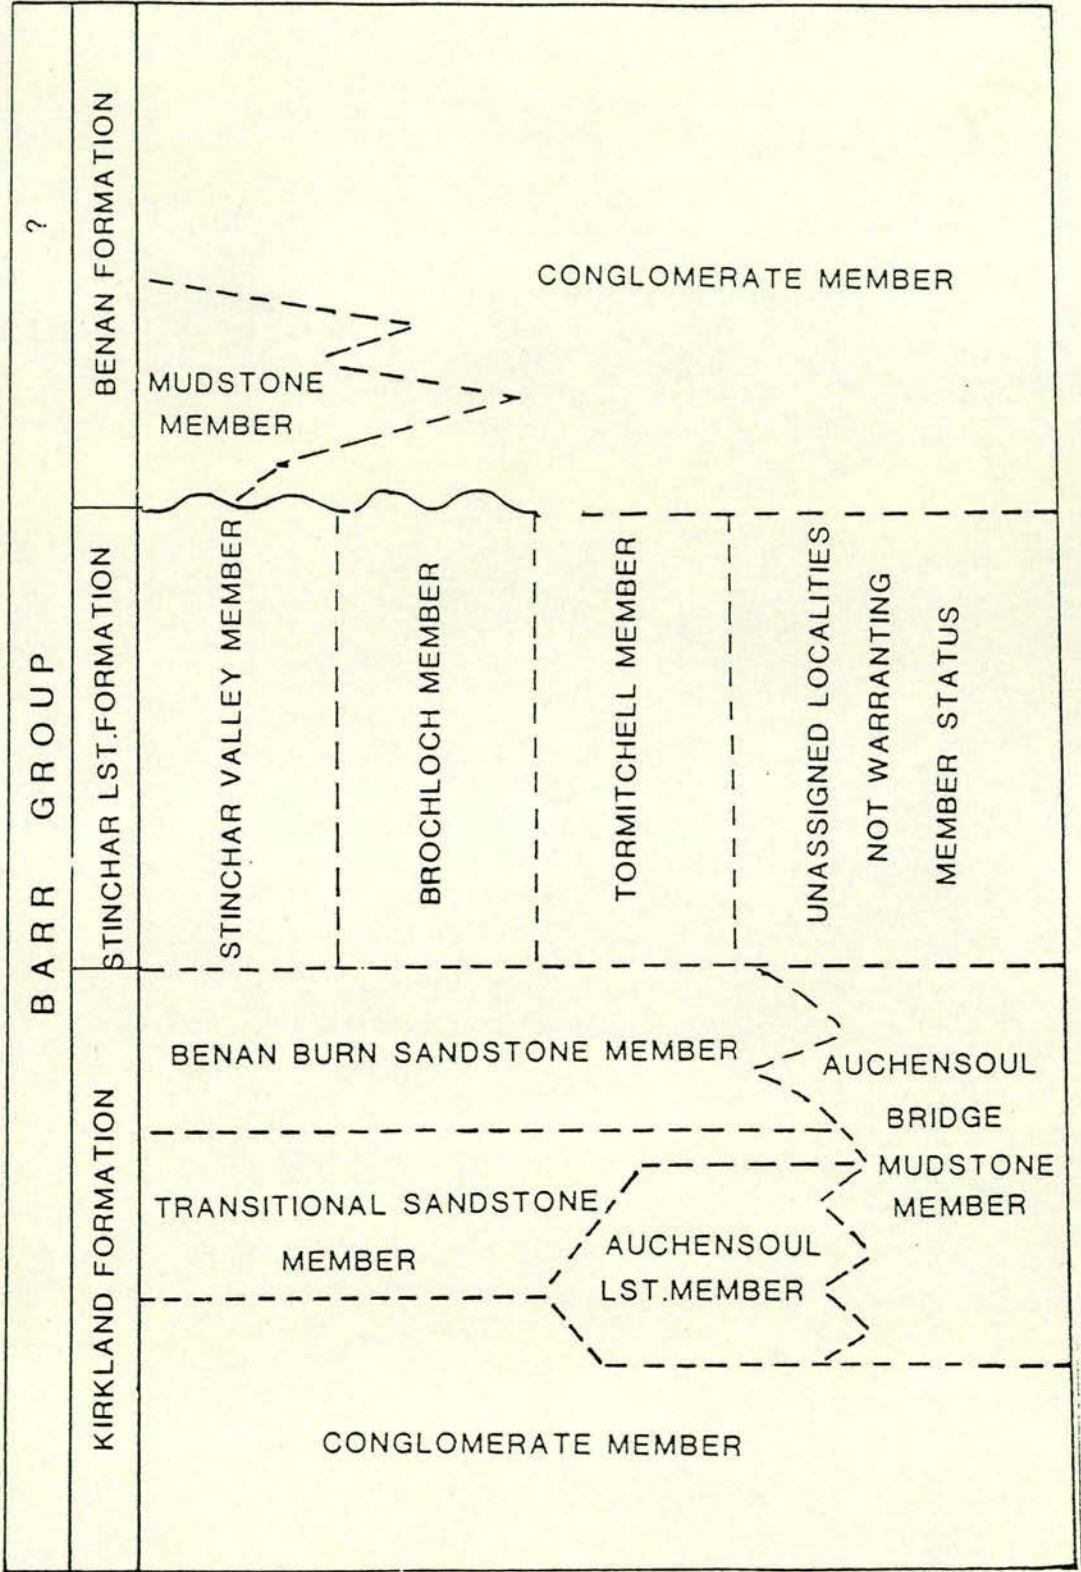 BARR GROUP ?
BENAN FORMATION
STINCHAR LST.FORMATION
KIRKLAND FORMATION
CONGLOMERATE MEMBER
MUDSTONE
MEMBER
STINCHAR VALLEY MEMBER
BROCHLOCH MEMBER
TORMITCHELL MEMBER
UNASSIGNED LOCALITIES
NOT WARRANTING
MEMBER STATUS
BENAN BURN SANDSTONE MEMBER
AUCHENSOUL
BRIDGE
MUDSTONE
MEMBER
TRANSITIONAL SANDSTONE
MEMBER
AUCHENSOUL
LST.MEMBER
CONGLOMERATE MEMBER